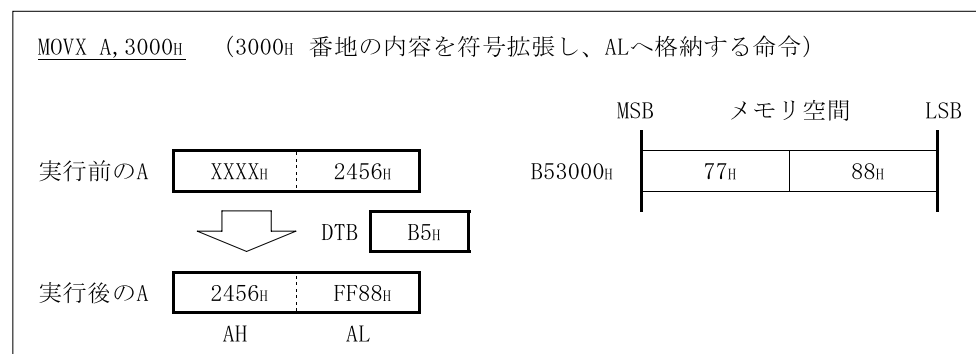 MOVX A,3000H （3000H 番地の内容を符号拡張し、ALへ格納する命令）
MSB メモリ空間 LSB
実行前のA XXXXH 2456H B53000H 77H 88H
DTB B5H
実行後のA 2456H FF88H
AH AL